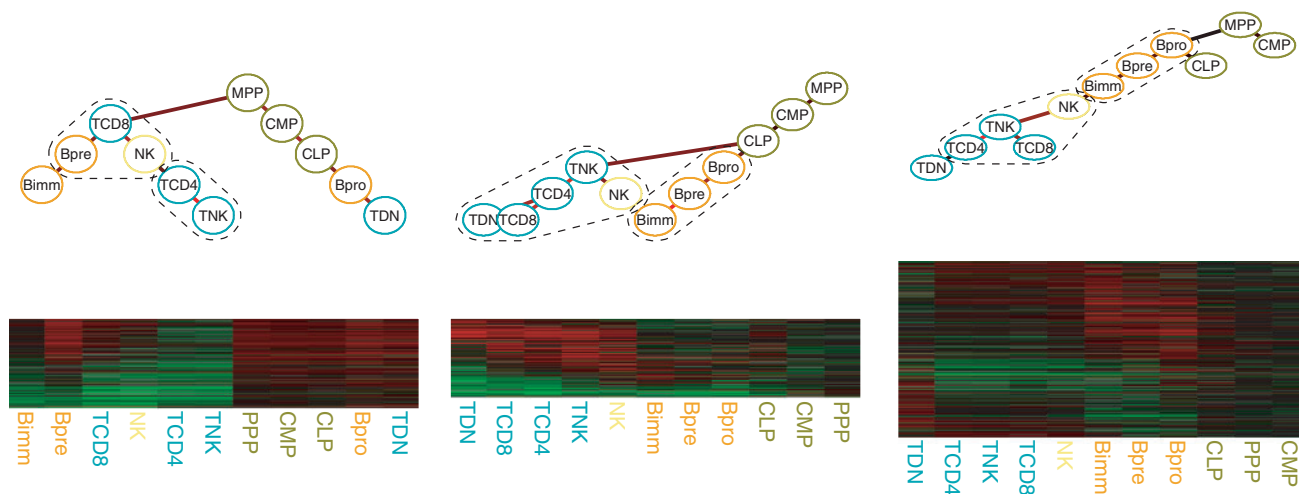 MPP
TCD8
CMP
Bpre
NK
CLP
Bimm
TCD4
Bpro
TNK
TDN
MPP
CMP
CLP
TNK
Bpro
TCD4
NK
Bpre
TDN
TCD8
Bimm
MPP
Bpro
CMP
Bpre
CLP
Bimm
NK
TNK
TCD4
TCD8
TDN
Bimm
Bpre
TCD8
NK
TCD4
TNK
PPP
CMP
CLP
Bpro
TDN
TDN
TCD8
TCD4
TNK
NK
Bimm
Bpre
Bpro
CLP
CMP
PPP
TDN
TCD4
TNK
TCD8
NK
Bimm
Bpre
Bpro
CLP
PPP
CMP